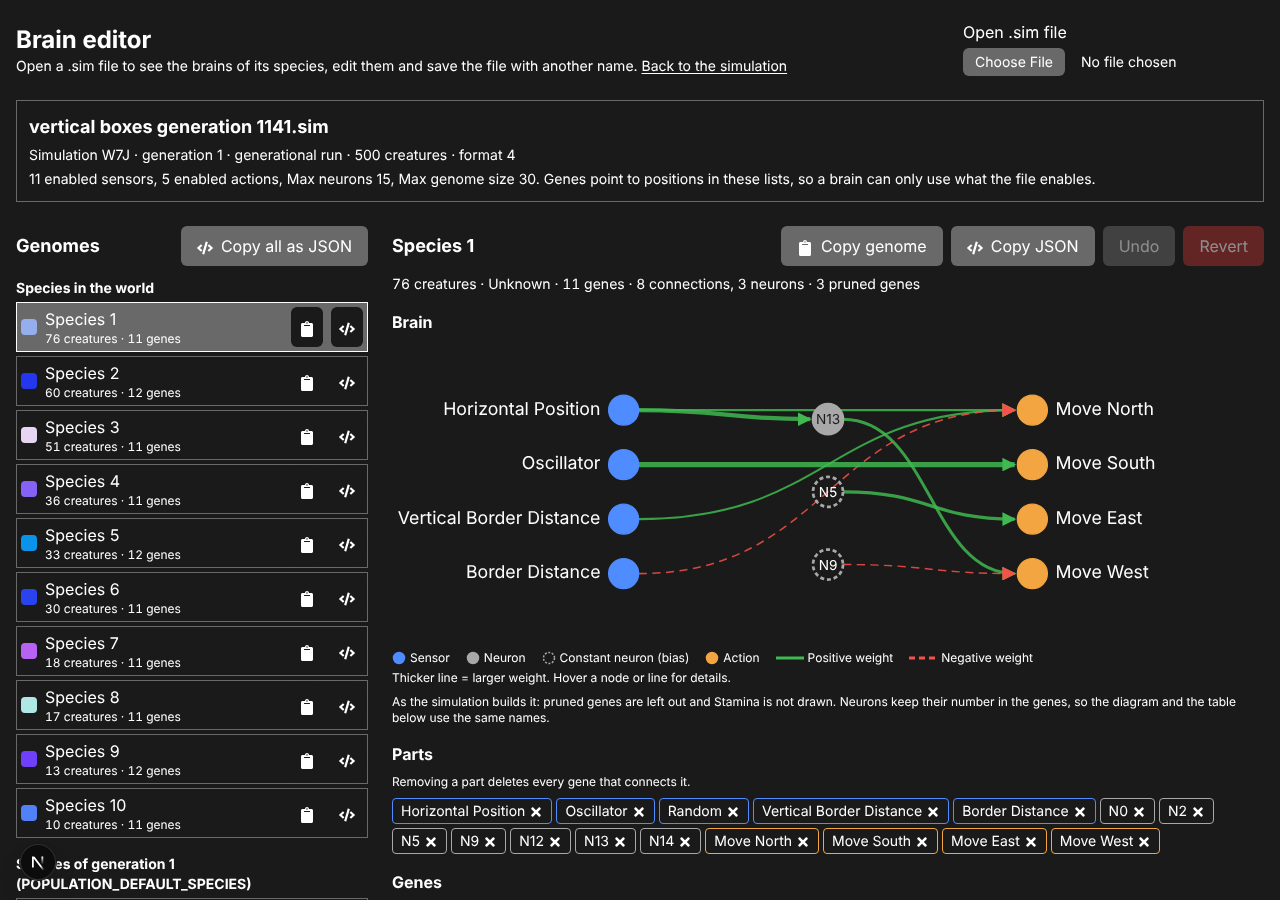 Brain editor
Open a .sim file to see the brains of its species, edit them and save the file with another name. Back to the simulation
Open .sim file
Choose File No file chosen
vertical boxes generation 1141.sim
Simulation W7J · generation 1 · generational run · 500 creatures · format 4
11 enabled sensors, 5 enabled actions, Max neurons 15, Max genome size 30. Genes point to positions in these lists, so a brain can only use what the file enables.
Genomes
Copy all as JSON
Species in the world
Species 1
76 creatures · 11 genes
Species 2
60 creatures · 12 genes
Species 3
51 creatures · 11 genes
Species 4
36 creatures · 11 genes
Species 5
33 creatures · 12 genes
Species 6
30 creatures · 11 genes
Species 7
18 creatures · 11 genes
Species 8
17 creatures · 11 genes
Species 9
13 creatures · 12 genes
Species 10
10 creatures · 11 genes
of generation 1
(POPULATION_DEFAULT_SPECIES)
N
Species 1
Copy genome
Copy JSON
Undo
Revert
76 creatures · Unknown · 11 genes · 8 connections, 3 neurons · 3 pruned genes
Brain
Horizontal Position
Oscillator
Vertical Border Distance
Border Distance
N13
N5
N9
Move North
Move South
Move East
Move West
Sensor Neuron Constant neuron (bias) Action Positive weight Negative weight
Thicker line = larger weight. Hover a node or line for details.
As the simulation builds it: pruned genes are left out and Stamina is not drawn. Neurons keep their number in the genes, so the diagram and the table
below use the same names.
Parts
Removing a part deletes every gene that connects it.
Horizontal Position Oscillator Random Vertical Border Distance Border Distance N0 N2
N5 N9 N12 N13 N14 Move North Move South Move East Move West
Genes